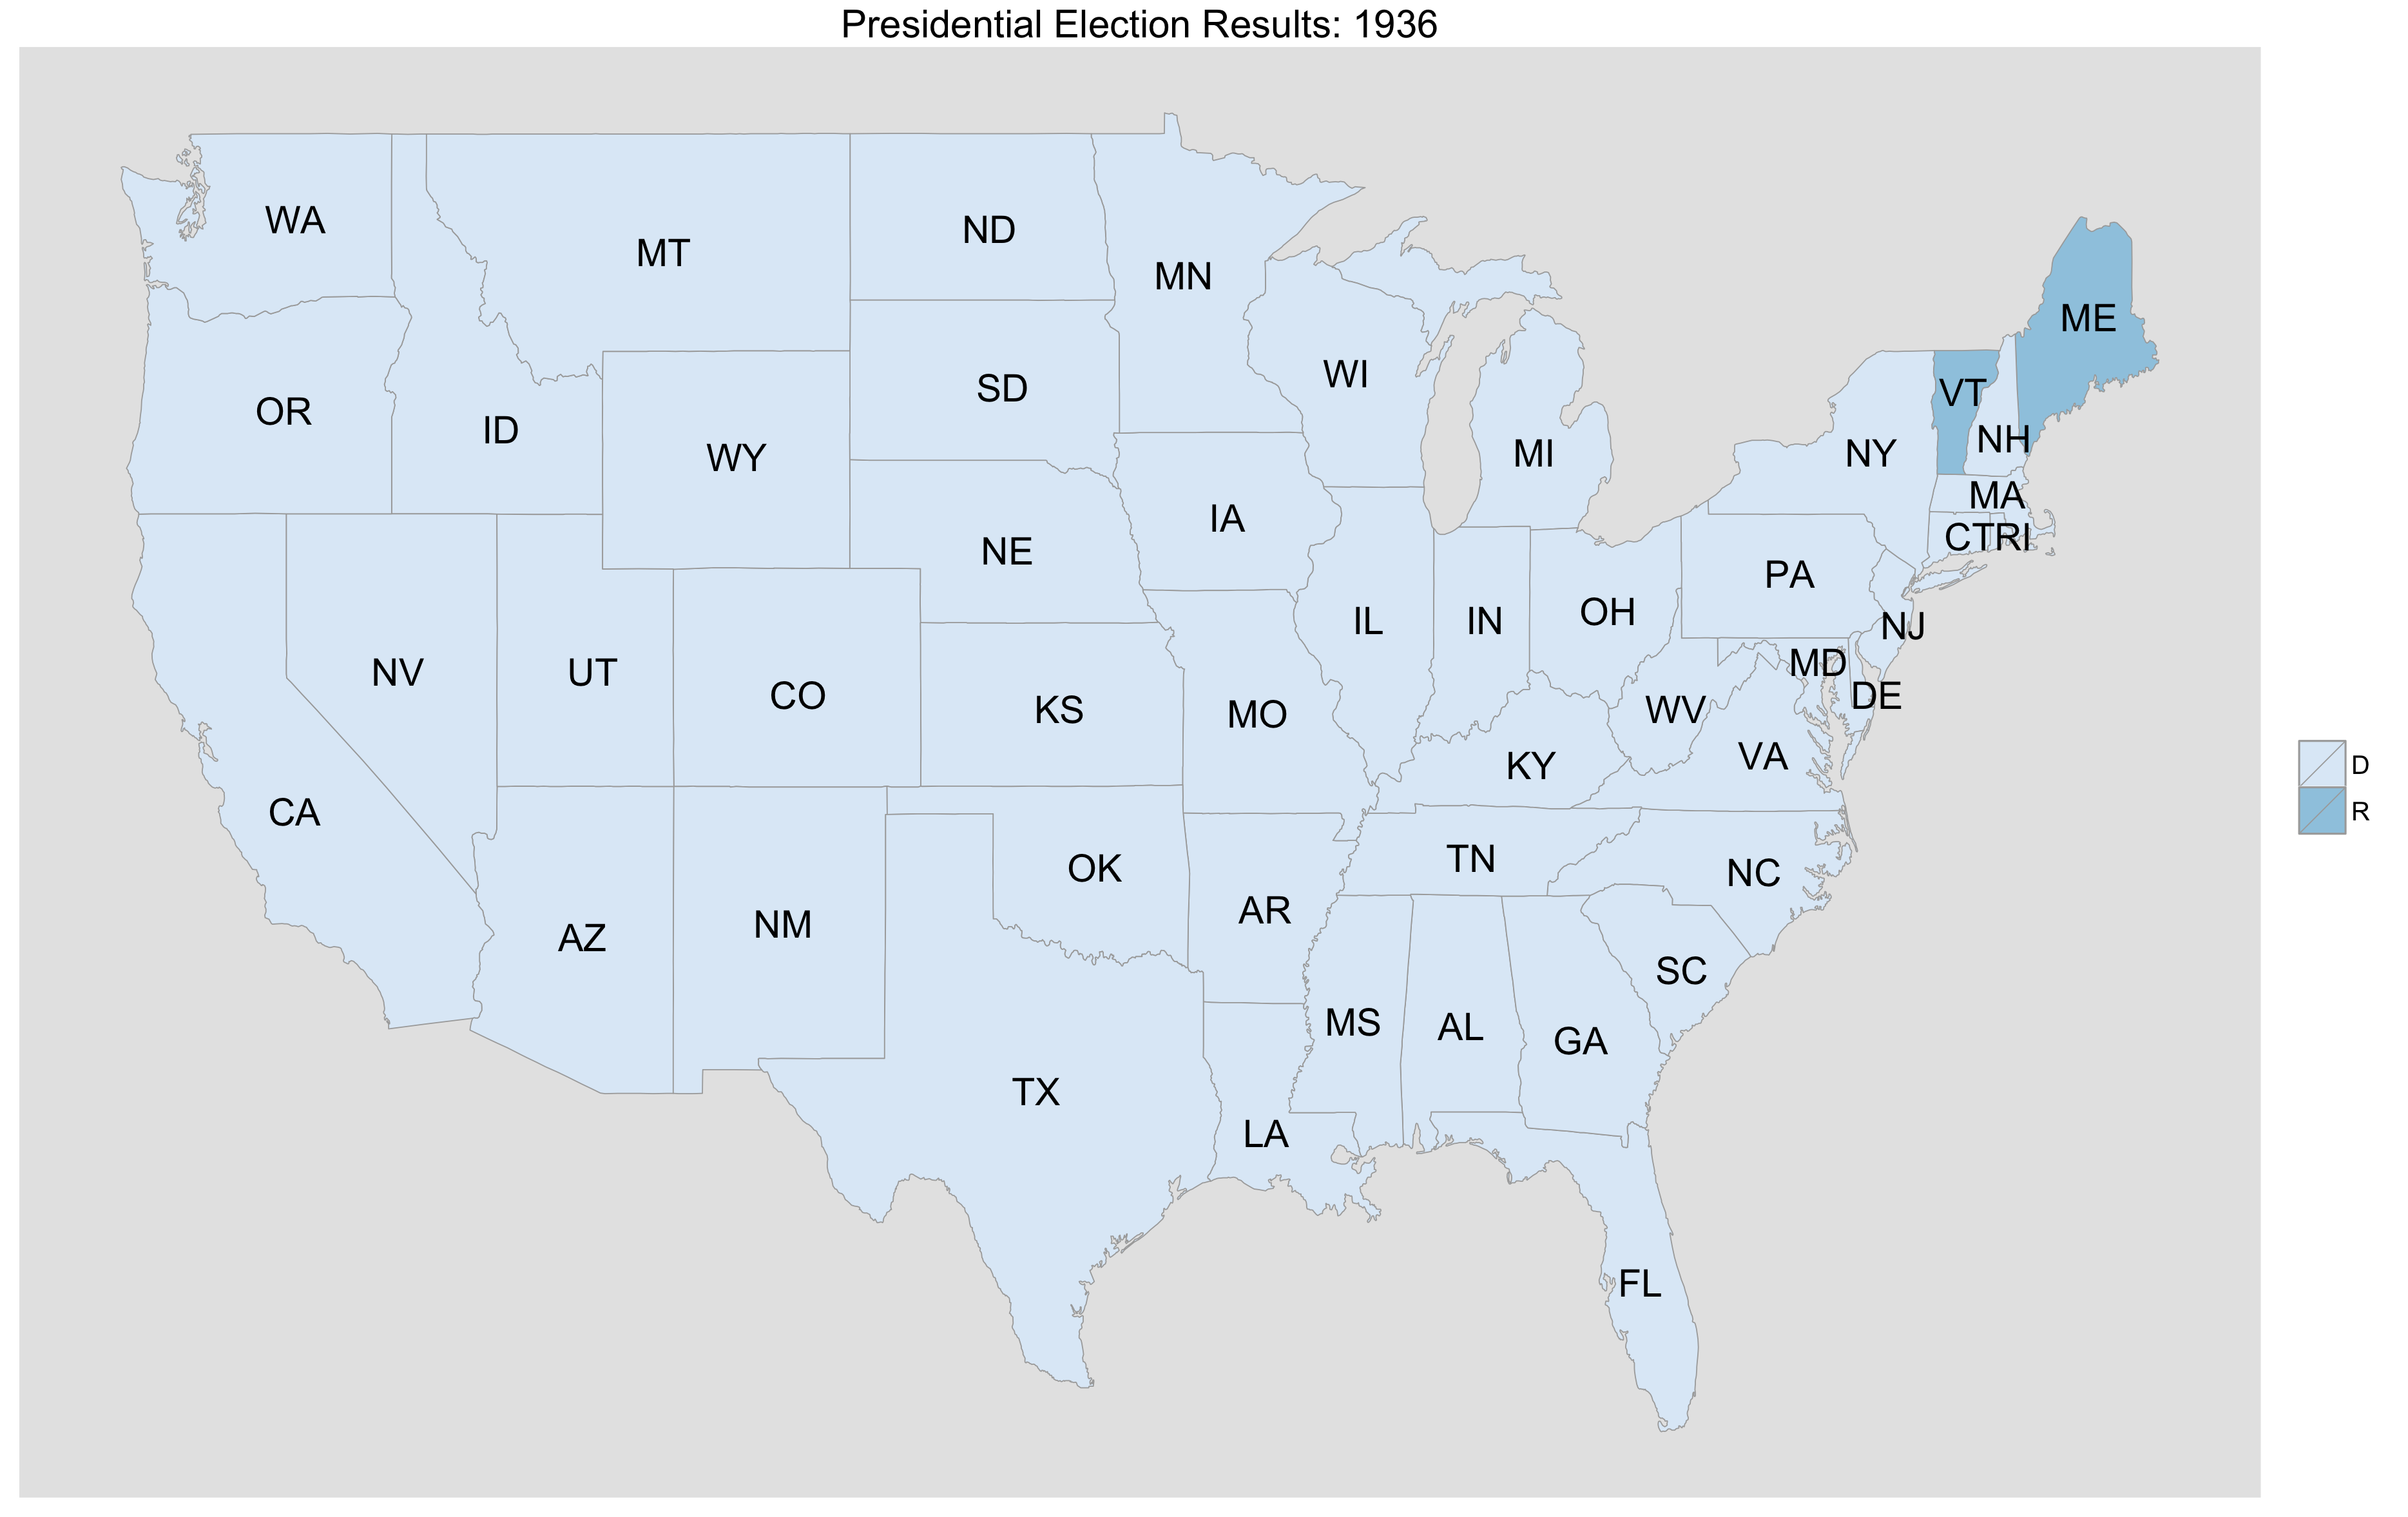 Presidential Election Results: 1936
WA
MT
ND
MN
ME
WI
SD
VT
OR
ID
NH
MI
NY
WY
MA
IA
CT
RI
NE
PA
OH
IL
IN
NJ
MD
NV
UT
CO
DE
KS
WV
MO
VA
KY
D
CA
R
TN
OK
NC
AR
NM
AZ
SC
MS
AL
GA
TX
LA
FL